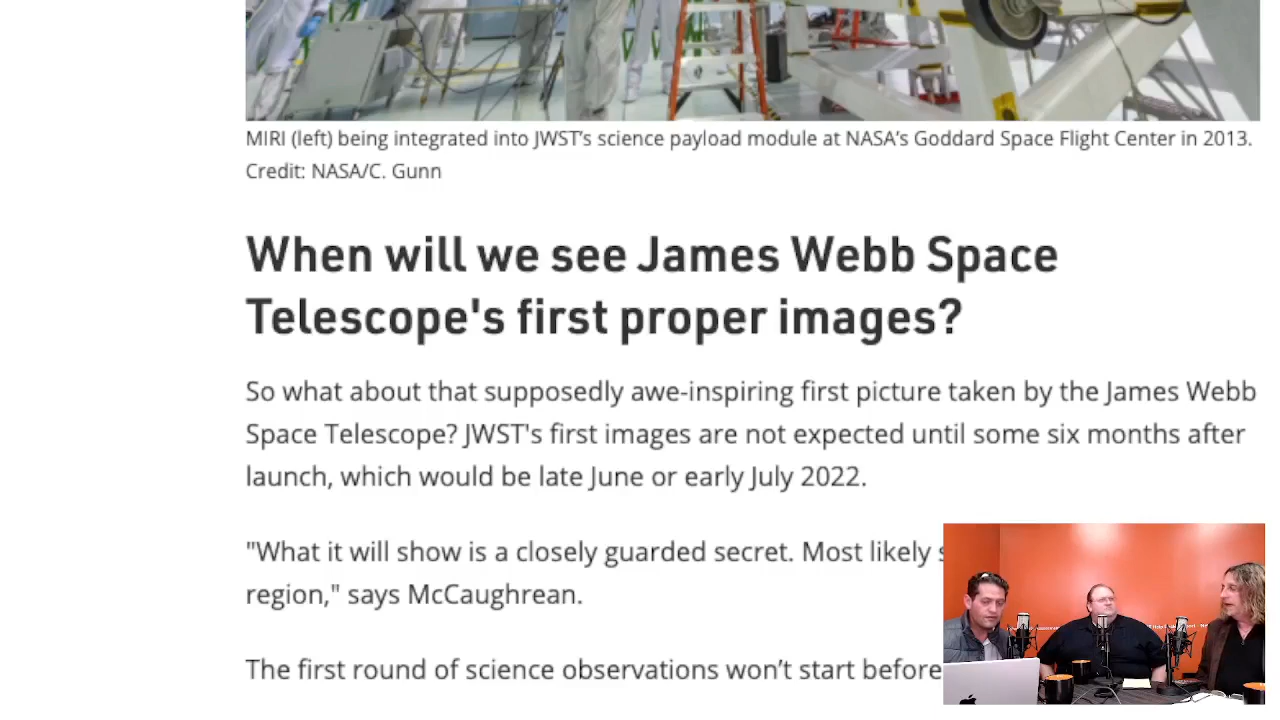 MIRI (left) being integrated into JWST’s science payload module at NASA’s Goddard Space Flight Center in 2013.
Credit: NASA/C. Gunn
When will we see James Webb Space
Telescope's first proper images?
So what about that supposedly awe-inspiring first picture taken by the James Webb
Space Telescope? JWST's first images are not expected until some six months after
launch, which would be late June or early July 2022.
"What it will show is a closely guarded secret. Most likely
region," says McCaughrean.
The first round of science observations won’t start before